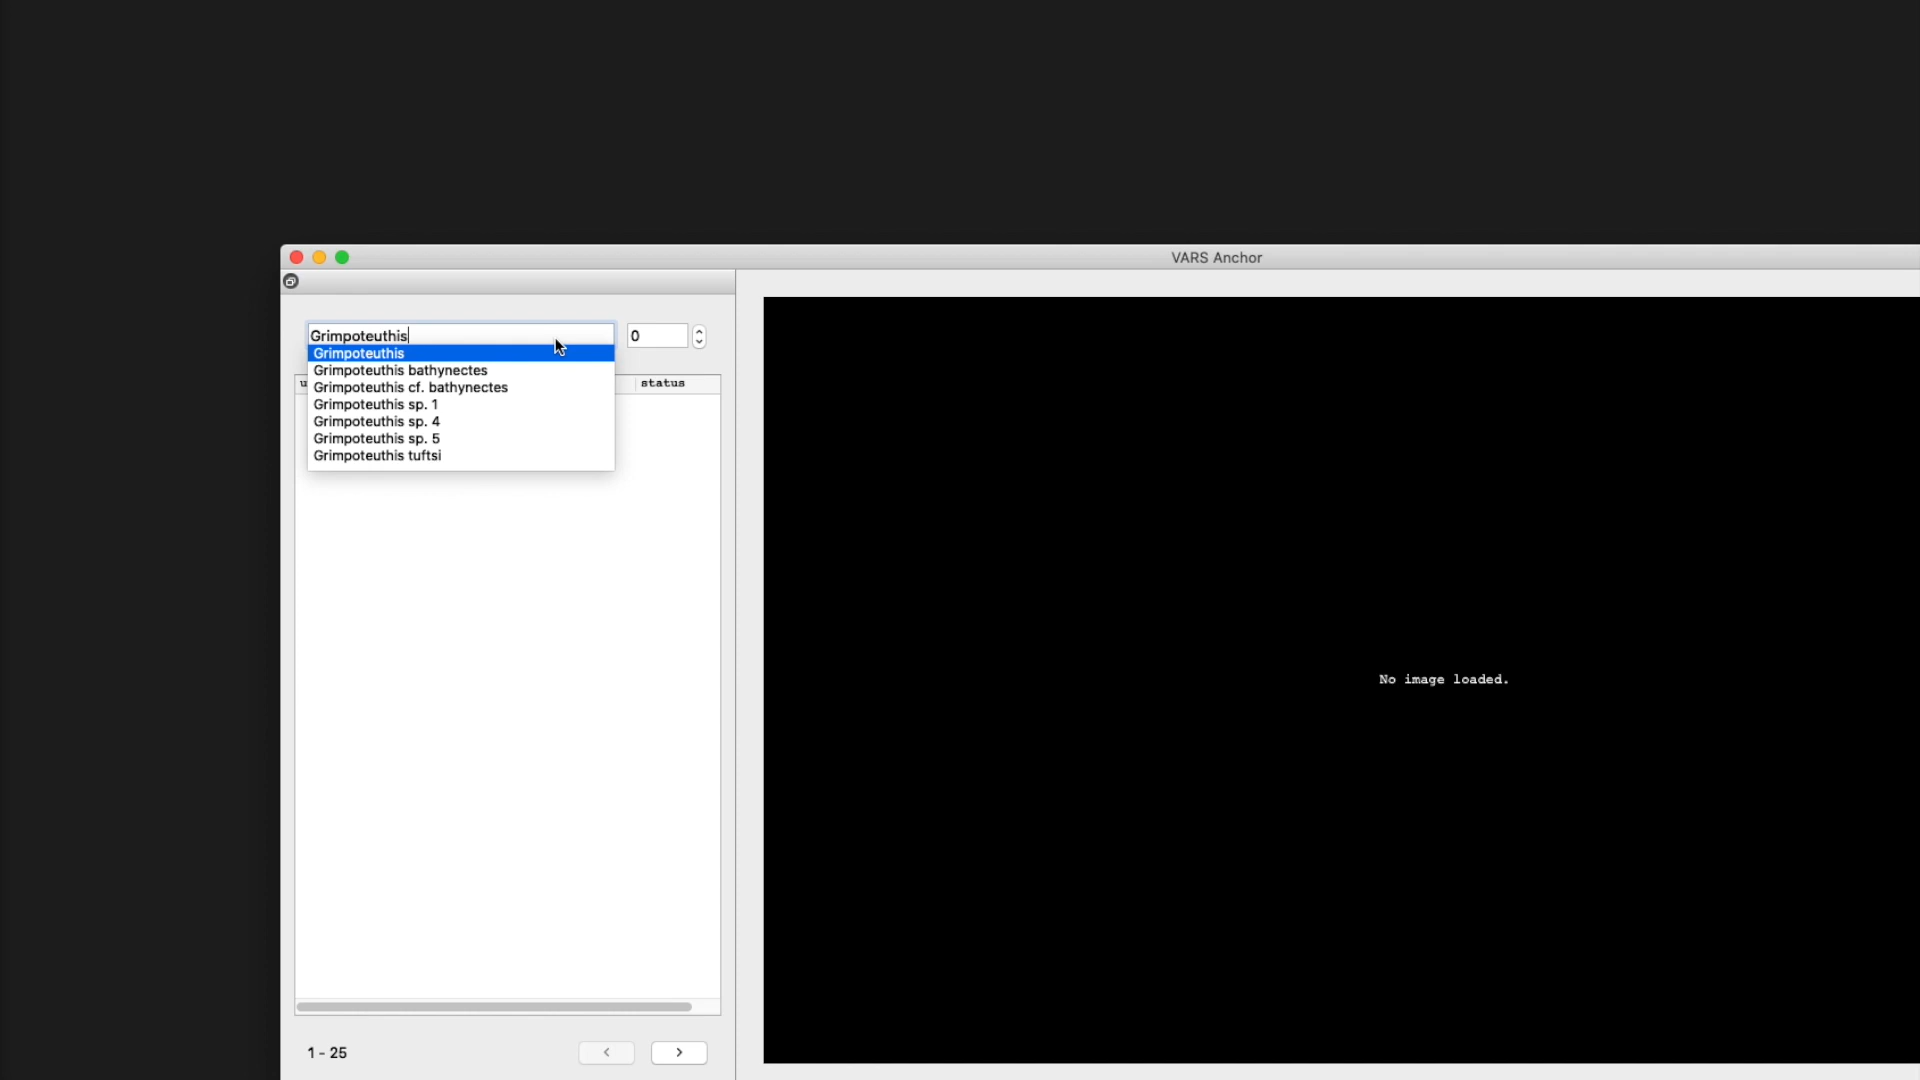 VARS Anchor
Grimpoteuthis
0
Grimpoteuthis
Grimpoteuthis bathynectes
status
Grimpoteuthis cf. bathynectes
Grimpoteuthis sp. 1
Grimpoteuthis sp. 4
Grimpoteuthis sp. 5
Grimpoteuthis tuftsi
No image loaded.
1 - 25